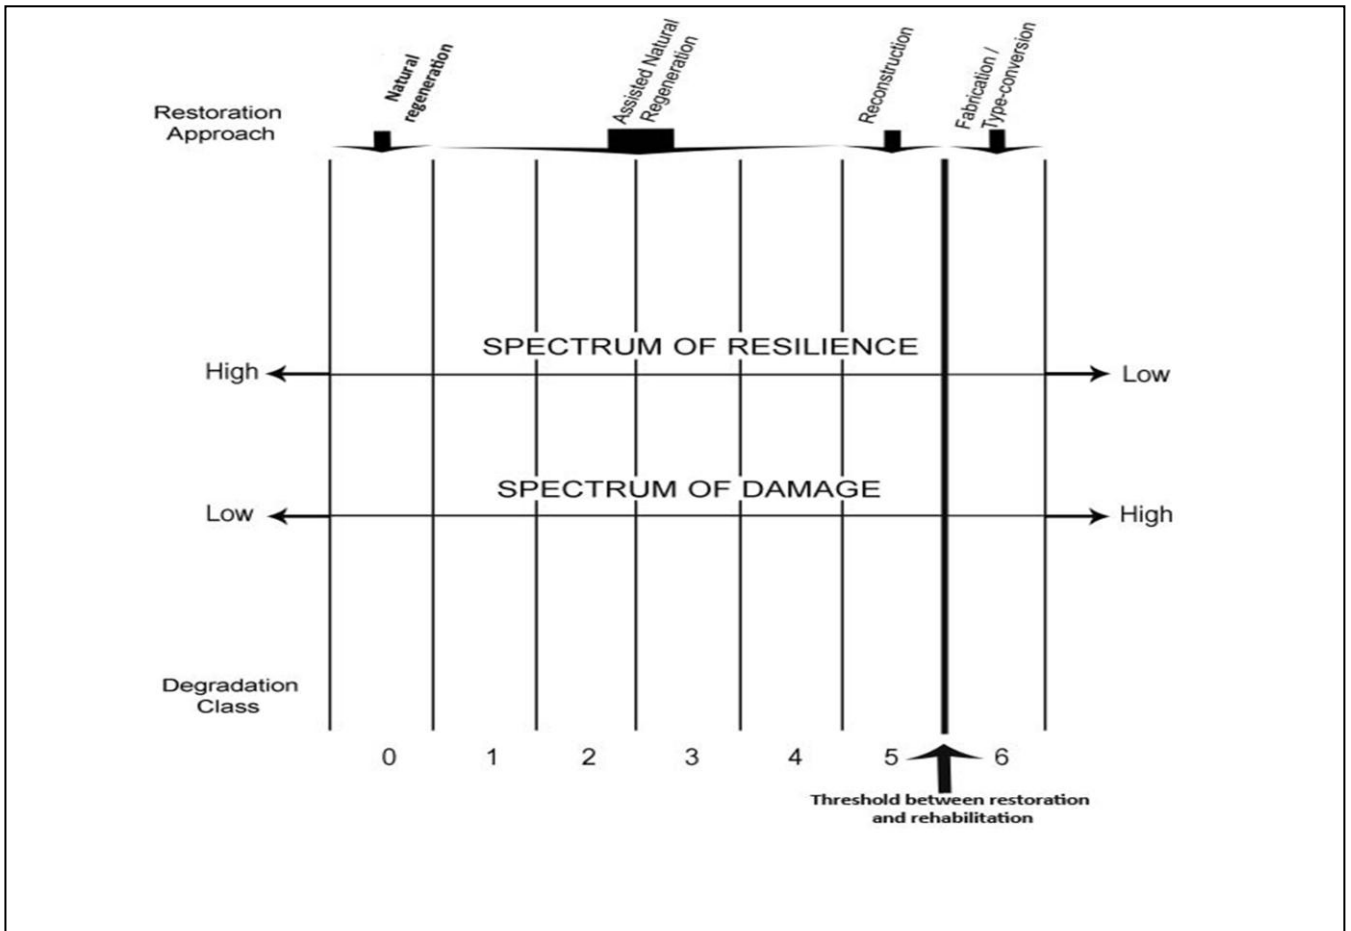 Natural
regeneration
Assisted Natural
Regeneration
Reconstruction
Fabrication /
Type-conversion
Restoration
Approach
SPECTRUM OF RESILIENCE
High
Low
SPECTRUM OF DAMAGE
Low
High
Degradation
Class
0
1
2
3
4
5
6
Threshold between restoration
and rehabilitation